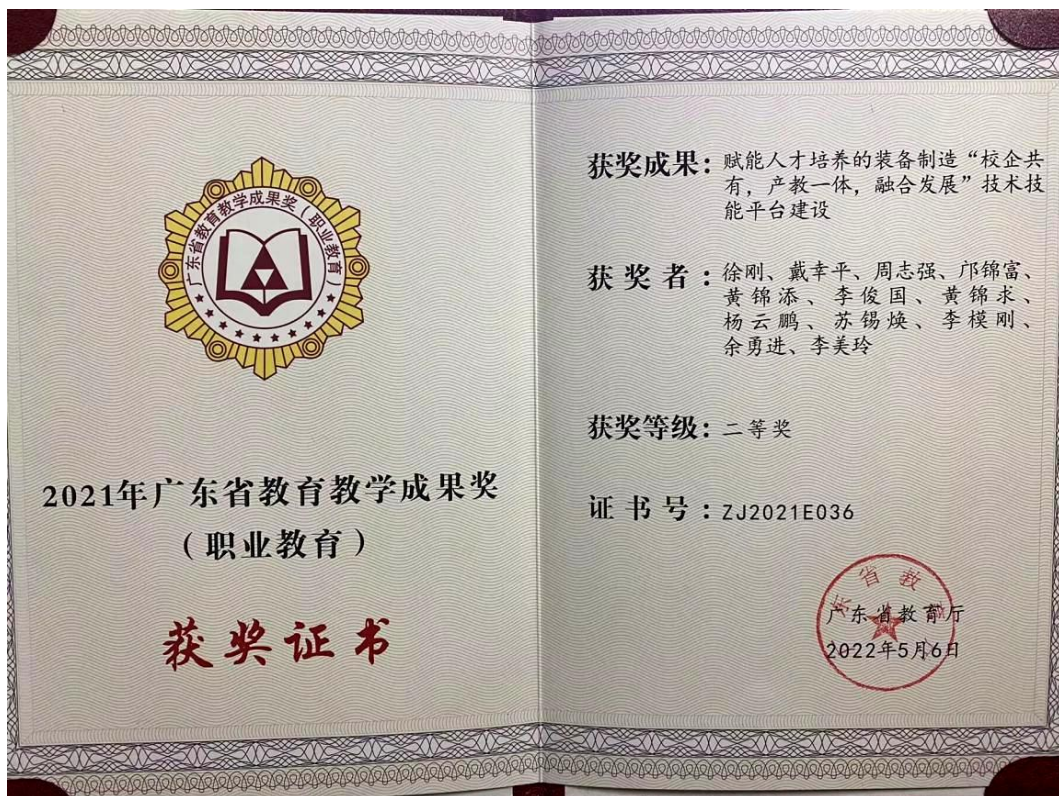 广东省教育教学成果奖(职业教育)
2021年广东省教育教学成果奖
(职业教育)
获奖证书
获奖成果：赋能人才培养的装备制造“校企共
有，产教一体，融合发展”技术技
能平台建设
获奖者：徐刚、戴幸平、周志强、邝锦富、
黄锦添、李俊国、黄锦求、
杨云鹏、苏锡焕、李模刚、
余勇进、李美玲
获奖等级：二等奖
证书号：ZJ2021E036
东省教
广东省教育厅
2022年5月6日